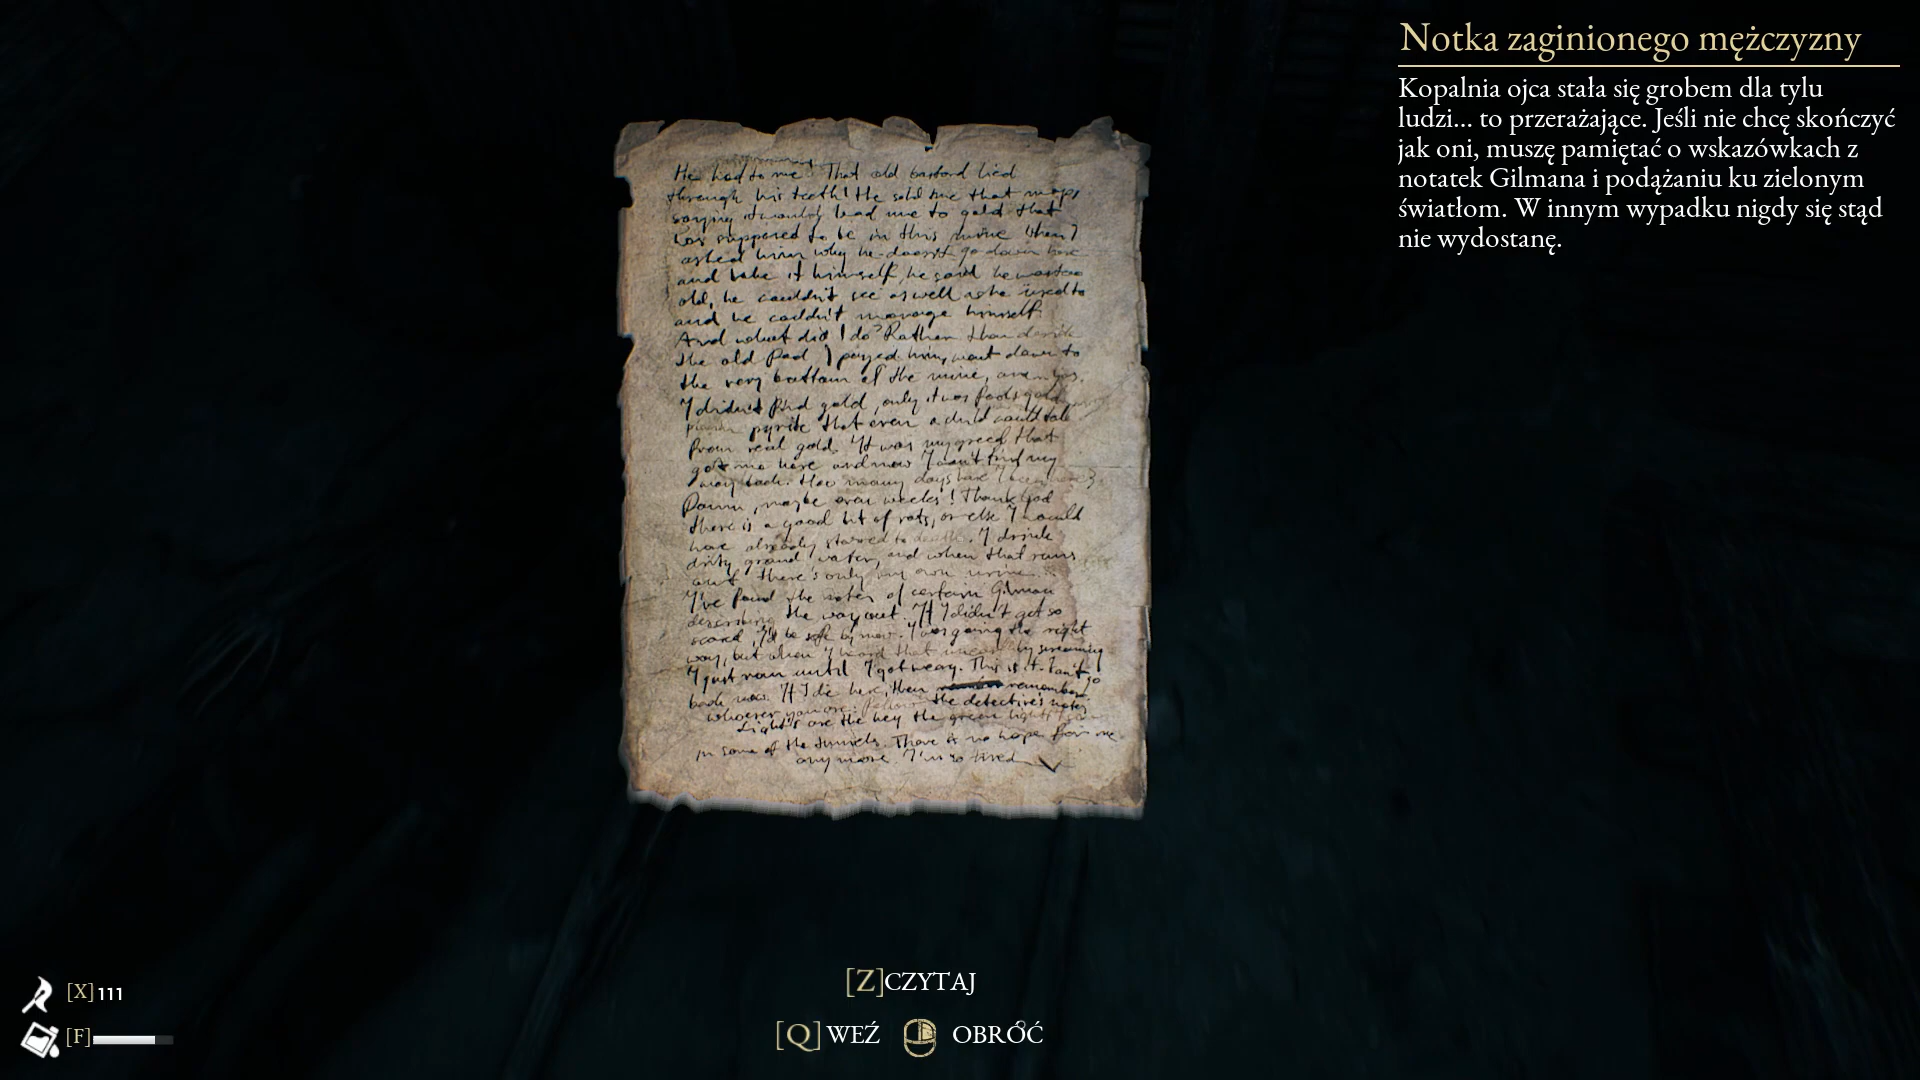 Notka zaginionego mężczyzny
Kopalnia ojca stała się grobem dla tylu
ludzi... to przerażające. Jeśli nie chcę skończyć
jak oni, muszę pamiętać o wskazówkach z
notatek Gilmana i podążaniu ku zielonym
światłom. W innym wypadku nigdy się stąd
nie wydostanę.
He lied to me! That old bastard lied
through his teeth! He sold me that map,
saying it would lead me to gold that
was supposed to be in this mine. When I
asked him why he doesn't go down here
and take it himself, he said he was too
old, he couldn't see as well as he used to
and he couldn't manage himself.
And what did I do? Rather than
the old I payed him, went down to
the very bottom of the mine, and
I didn't find gold, only it was fools gold
pyrite that even a child could tell
from real gold. It was my greed that
got me here and now I can't find my
way back. How many days have I been here?
Damn, maybe even weeks! Thank God
there is a good bit of rats, or else I would
have already starved to death. I drink
dirty ground water, and when that runs
out there's only my own urine...
I've found the notes of certain Gilman
describing the way out. If I didn't get so
scared, I'd be safe by now. I was going the right
way, but when I heard that screaming
I just ran until I got weary. This is it. I can't go
back now. If I die here, then remember,
whoever you are: follow the detective's notes
Lights are the key the green lights
in some of the tunnels. There is no hope for me
anymore. I'm so tired
[Z]CZYTAJ
[X] 111
[F]
[Q] WEŹ OBRÓĆ